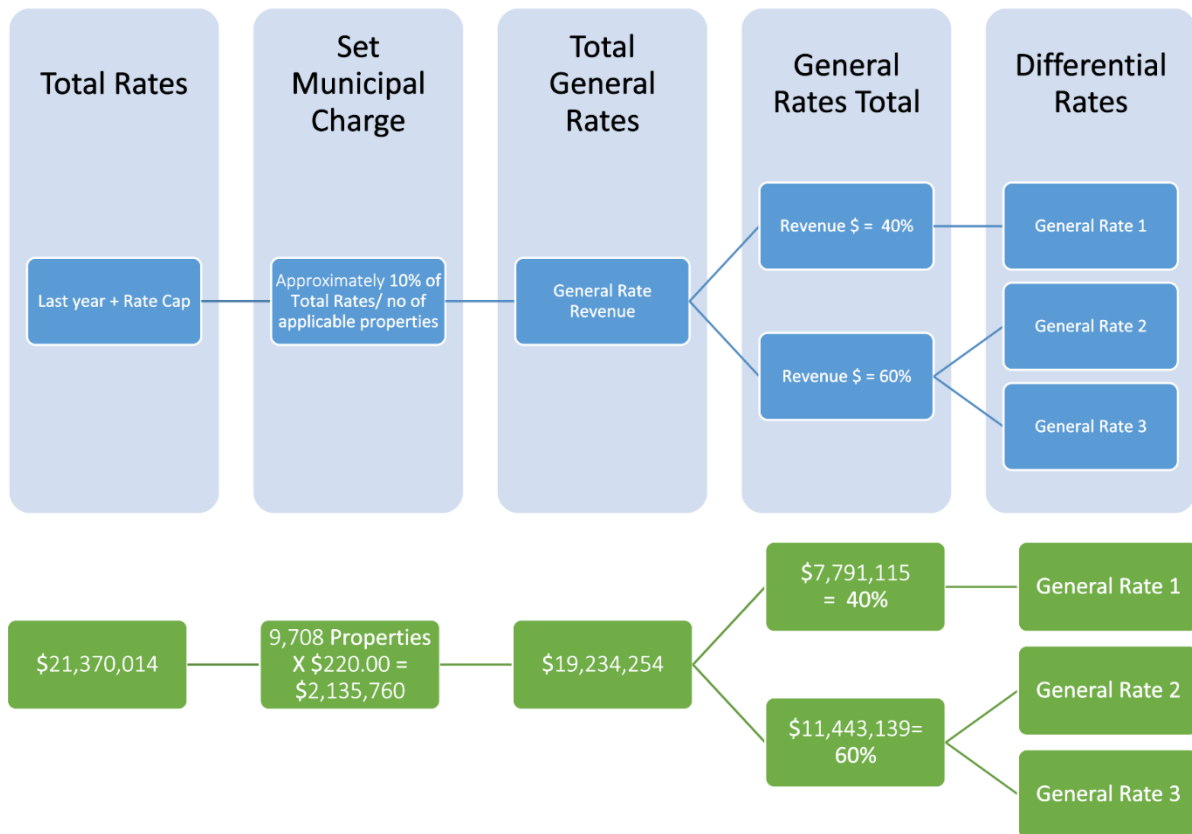 Total Rates
Set
Municipal
Charge
Total
General
Rates
General
Rates Total
Differential
Rates
Last year + Rate Cap
Approximately 10% of
Total Rates/ no of
applicable properties
General Rate
Revenue
Revenue $ =  40%
Revenue $ = 60%
General Rate 1
General Rate 2
General Rate 3
$21,370,014
9,708 Properties
X $220.00 =
$2,135,760
$19,234,254
$7,791,115
=  40%
$11,443,139=
60%
General Rate 1
General Rate 2
General Rate 3